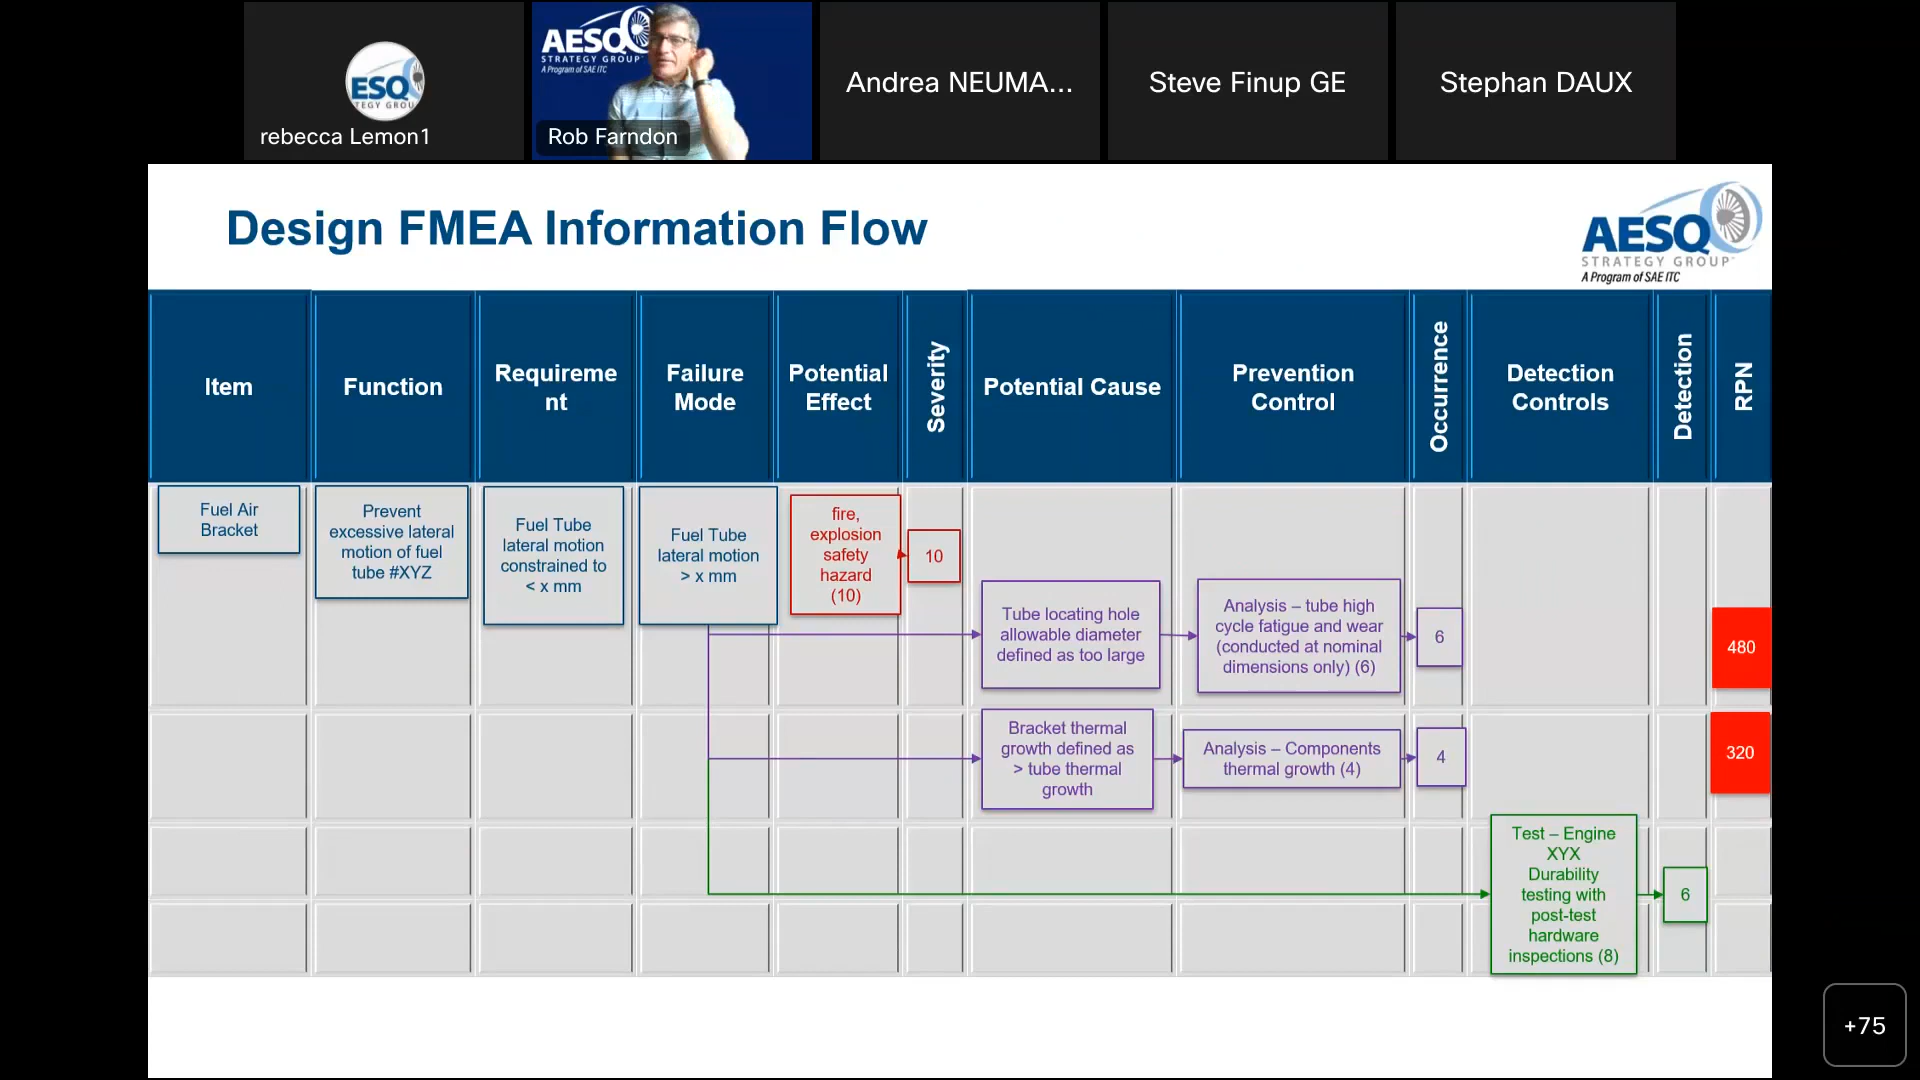 ESQ
TEGY GROU
rebecca Lemon1
AESQ
STRATEGY GROUP
A Program of SAE ITC
Rob Farndon
Andrea NEUMA...
Steve Finup GE
Stephan DAUX
Design FMEA Information Flow
AESQ
STRATEGY GROUP
A Program of SAE ITC
Item
Function
Requireme
nt
Failure
Mode
Potential
Effect
Severity
Potential Cause
Prevention
Control
Occurrence
Detection
Controls
Detection
RPN
Fuel Air
Bracket
Prevent
excessive lateral
motion of fuel
tube #XYZ
Fuel Tube
lateral motion
constrained to
< x mm
Fuel Tube
lateral motion
> x mm
fire,
explosion
safety
hazard
(10)
10
Tube locating hole
allowable diameter
defined as too large
Analysis – tube high
cycle fatigue and wear
(conducted at nominal
dimensions only) (6)
6
480
Bracket thermal
growth defined as
> tube thermal
growth
Analysis – Components
thermal growth (4)
4
320
Test – Engine
XYX
Durability
testing with
post-test
hardware
inspections (8)
6
+75